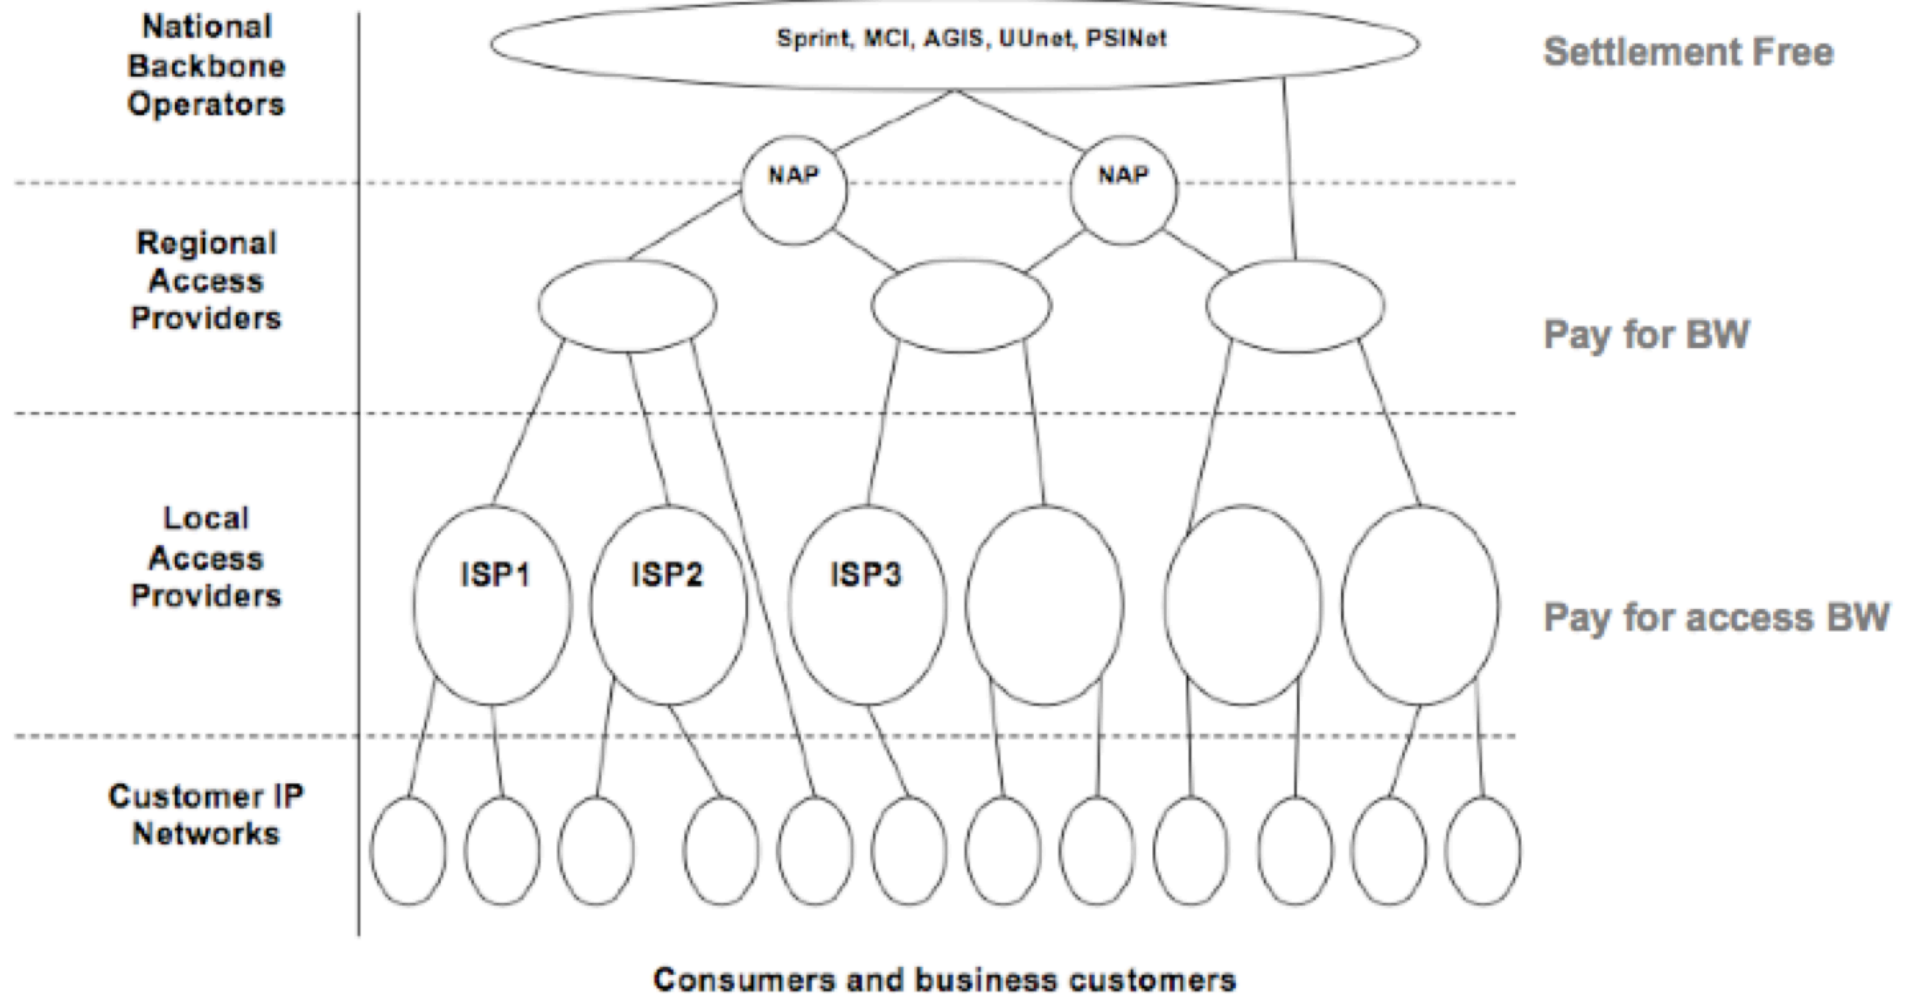 National
Backbone
Operators
Sprint, MCI, AGIS, UUnet, PSINet
Settlement Free
NAP
NAP
Regional
Access
Providers
Pay for BW
Local
Access
Providers
ISP1
ISP2
ISP3
Pay for access BW
Customer IP
Networks
Consumers and business customers